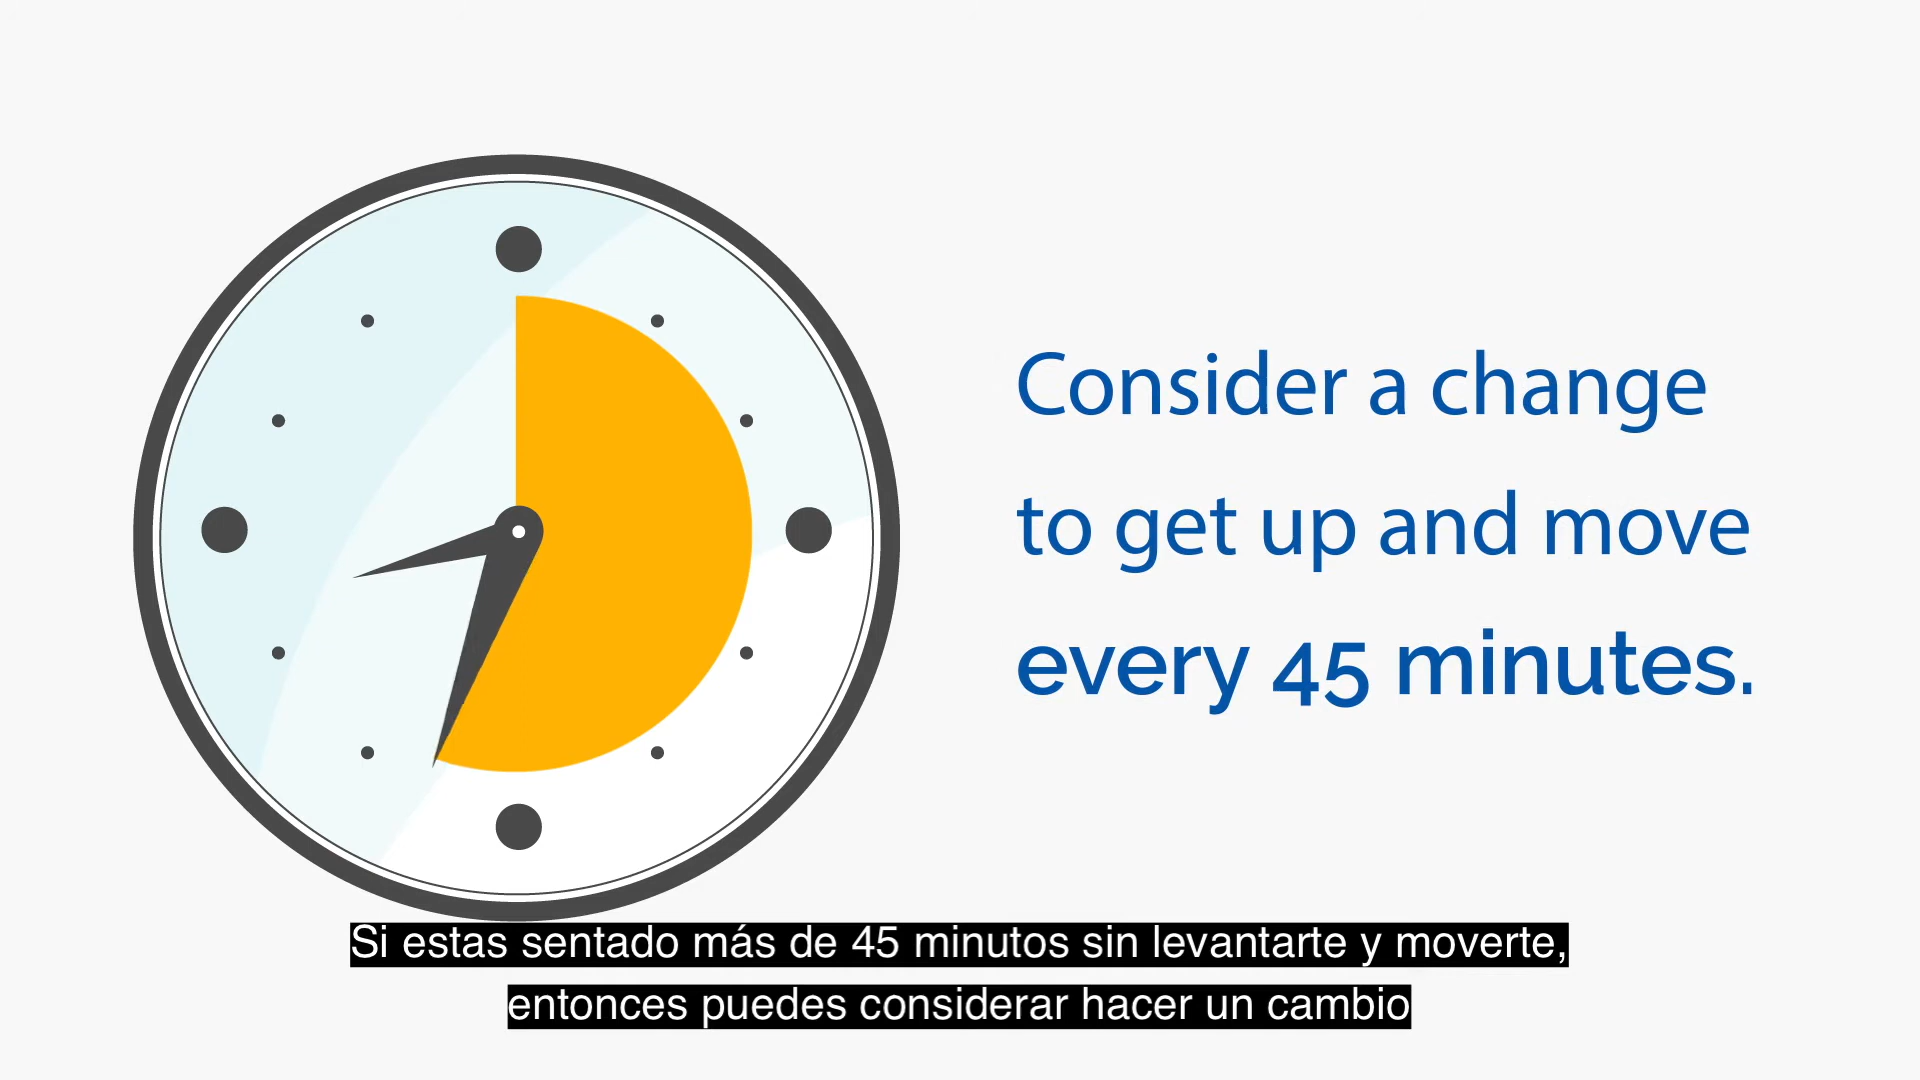 Consider a change
to get up and move
every 45 minutes.
Si estas sentado más de 45 minutos sin levantarte y moverte,
entonces puedes considerar hacer un cambio